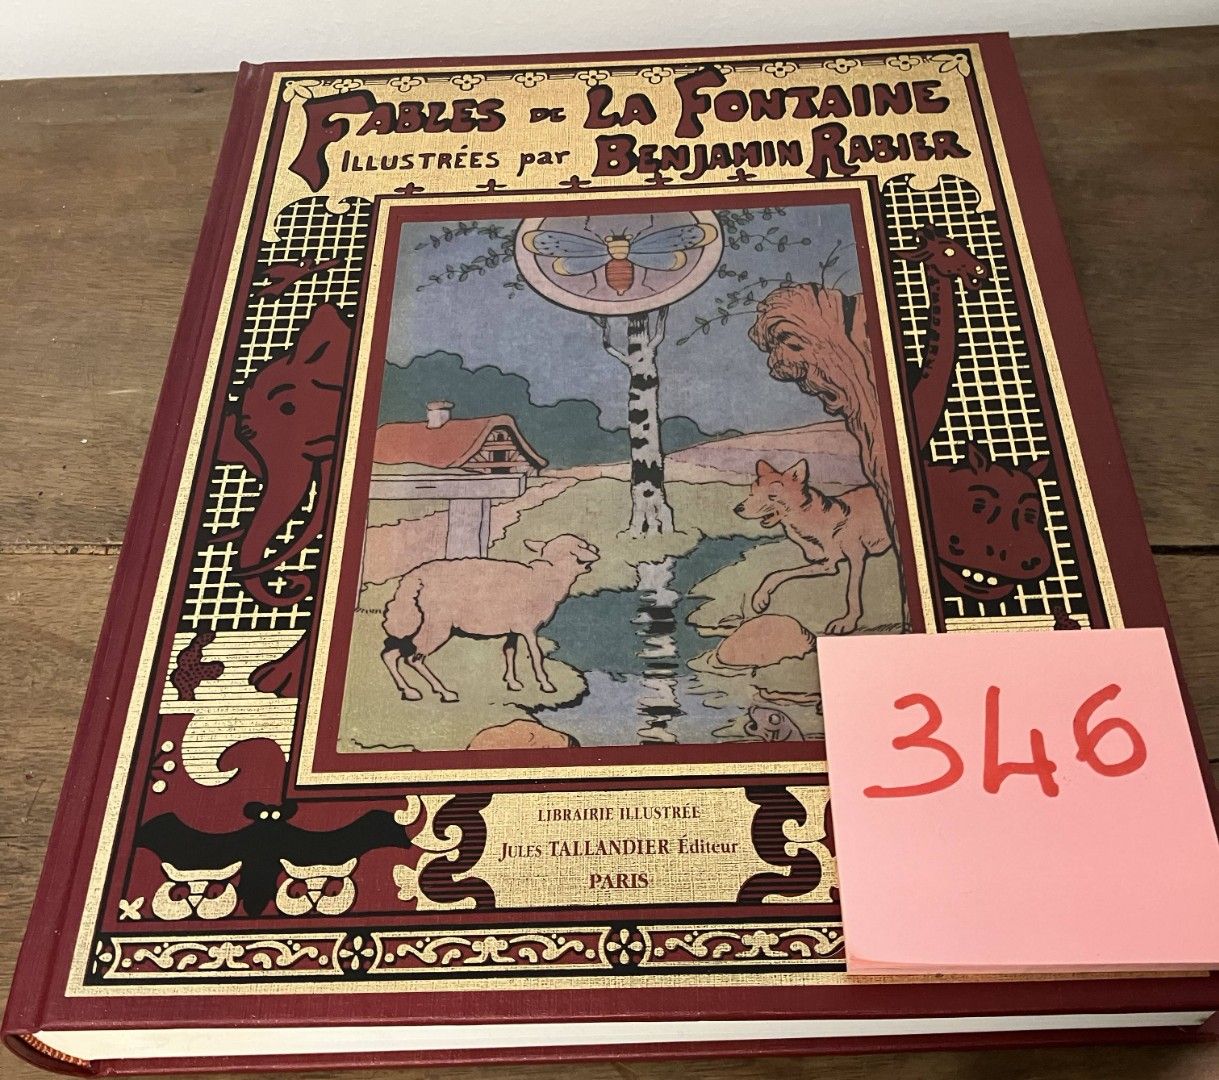 FABLES DE LA FONTAINE
ILLUSTRÉES par BENJAMIN RABIER
LIBRAIRIE ILLUSTRÉE
JULES TALLANDIER Éditeur
PARIS
346